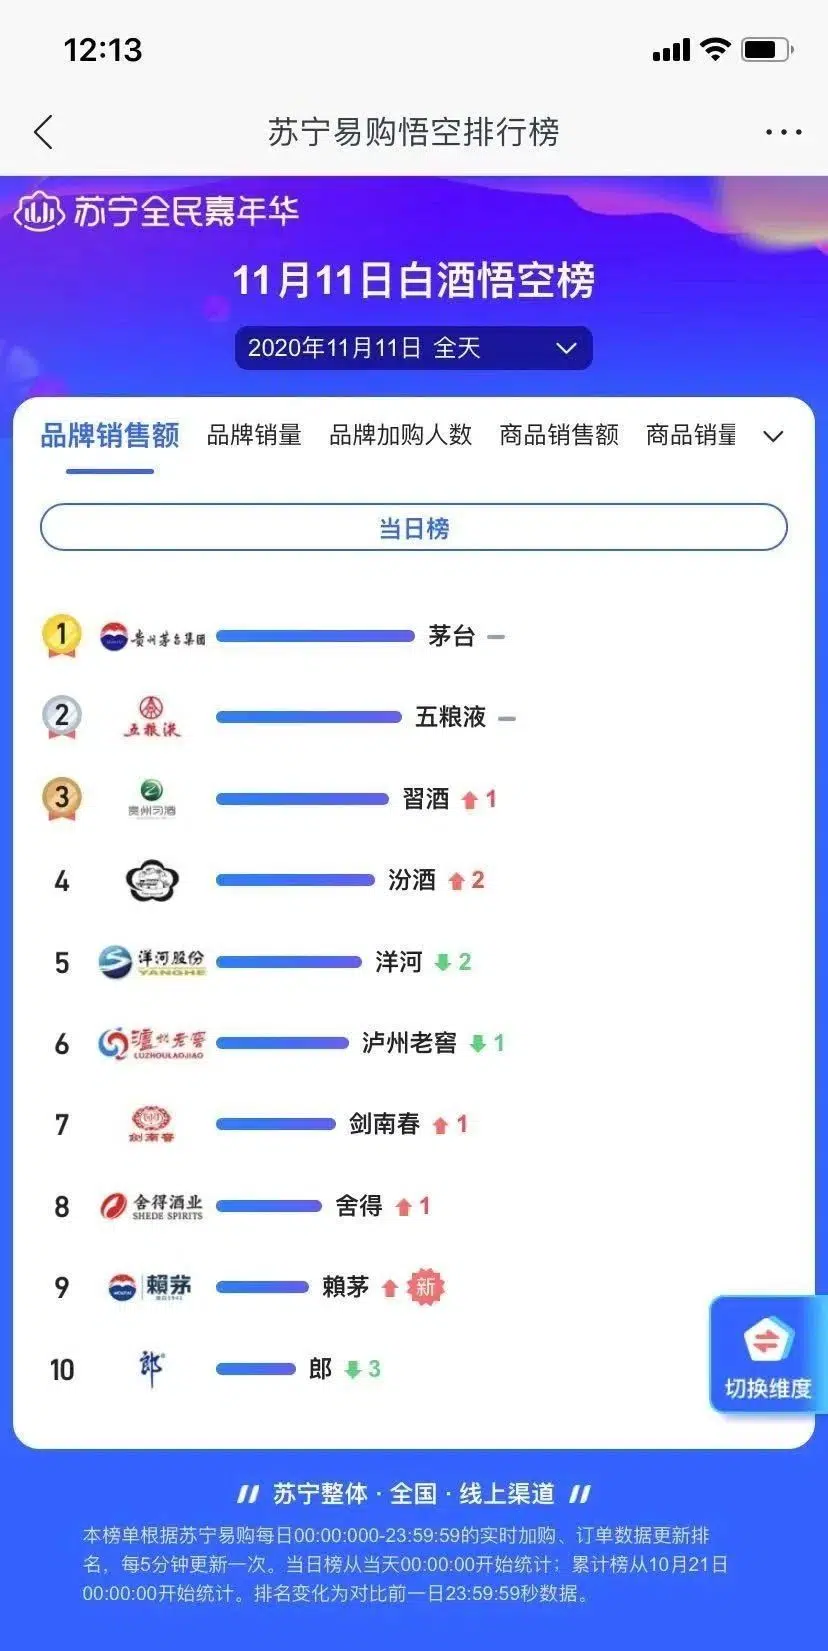 12:13
苏宁易购悟空排行榜
苏宁全民嘉年华
11月11日白酒悟空榜
2020年11月11日 全天
品牌销售额 品牌销量 品牌加购人数 商品销售额 商品销量
当日榜
1 贵州茅台集团 茅台
2 五粮液 五粮液
3 贵州习酒 習酒 1
4 汾酒 2
5 洋河股份 YANGHE 洋河 2
6 泸州老窖 LUZHOULAOJIAO 泸州老窖 1
7 剑南春 剑南春 1
8 舍得酒业 SHEDE SPIRITS 舍得 1
9 賴茅 賴茅 新
10 郎 郎 3
切换维度
苏宁整体·全国·线上渠道
本榜单根据苏宁易购每日00:00:000-23:59:59的实时加购、订单数据更新排
名，每5分钟更新一次。当日榜从当天00:00:00开始统计；累计榜从10月21日
00:00:00开始统计。排名变化为对比前一日23:59:59秒数据。